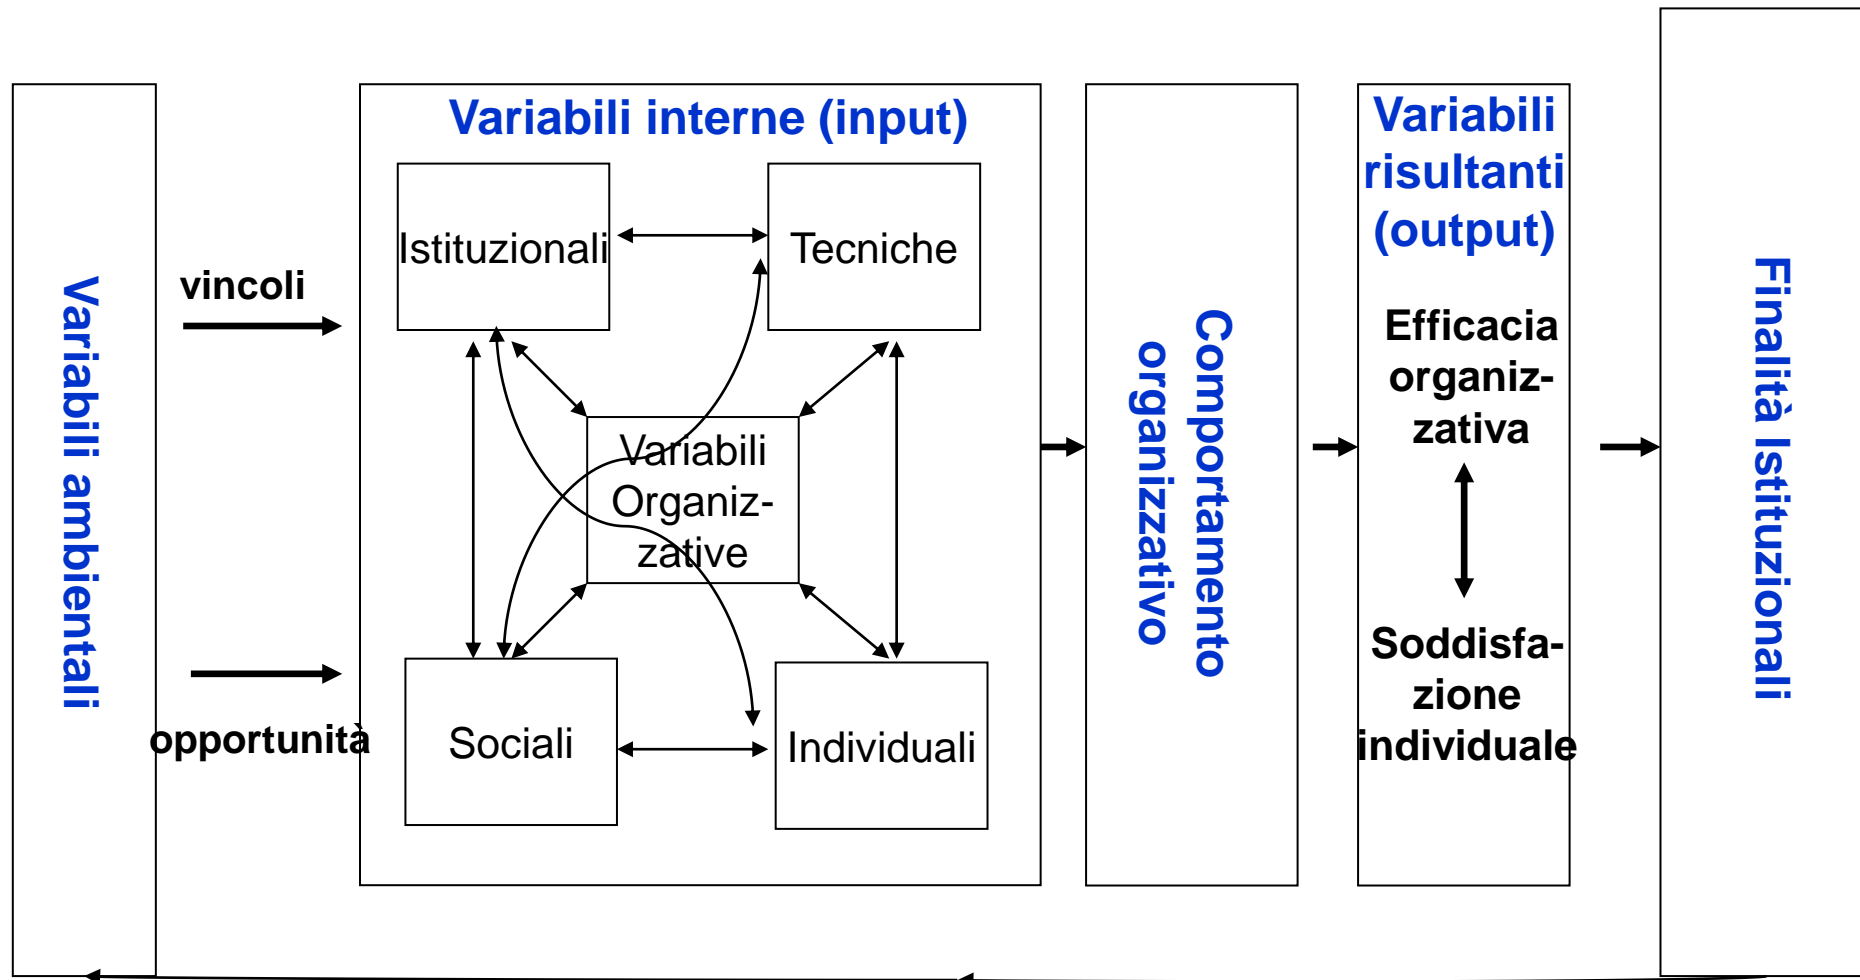 Variabili ambientali
vincoli
opportunità
Variabili interne (input)
Istituzionali
Tecniche
Variabili
Organiz-
zative
Sociali
Individuali
Comportamento
organizzativo
Variabili
risultanti
(output)
Efficacia
organiz-
zativa
Soddisfa-
zione
individuale
Finalità Istituzionali